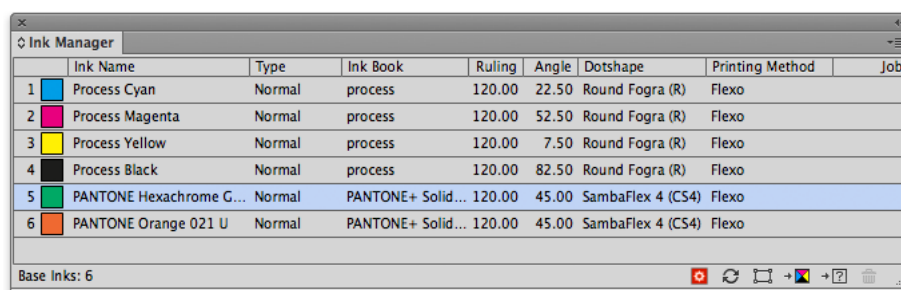 Ink Manager
Ink Name Type Ink Book Ruling Angle Dotshape Printing Method Job
1 Process Cyan Normal process 120.00 22.50 Round Fogra (R) Flexo
2 Process Magenta Normal process 120.00 52.50 Round Fogra (R) Flexo
3 Process Yellow Normal process 120.00 7.50 Round Fogra (R) Flexo
4 Process Black Normal process 120.00 82.50 Round Fogra (R) Flexo
5 PANTONE Hexachrome G... Normal PANTONE+ Solid... 120.00 45.00 SambaFlex 4 (CS4) Flexo
6 PANTONE Orange 021 U Normal PANTONE+ Solid... 120.00 45.00 SambaFlex 4 (CS4) Flexo
Base Inks: 6